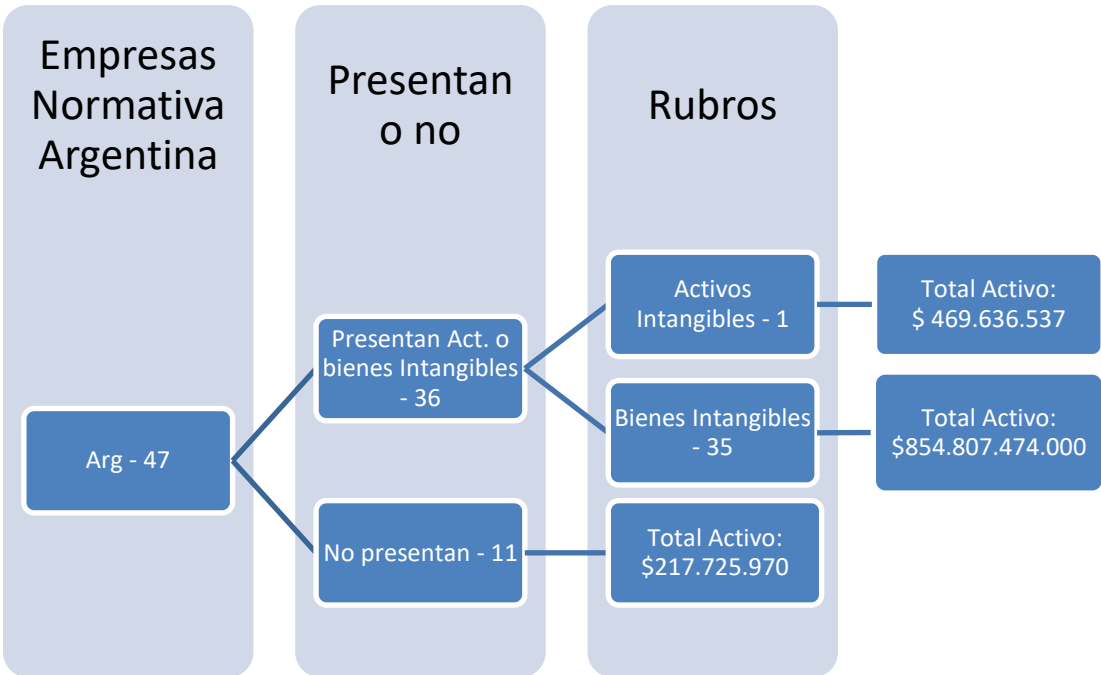 Empresas
Normativa
Argentina
Presentan
o no
Rubros
Arg - 47
Presentan Act. o
bienes Intangibles
- 36
No presentan - 11
Activos
Intangibles - 1
Bienes Intangibles
- 35
Total Activo:
$217.725.970
Total Activo:
$ 469.636.537
Total Activo:
$854.807.474.000